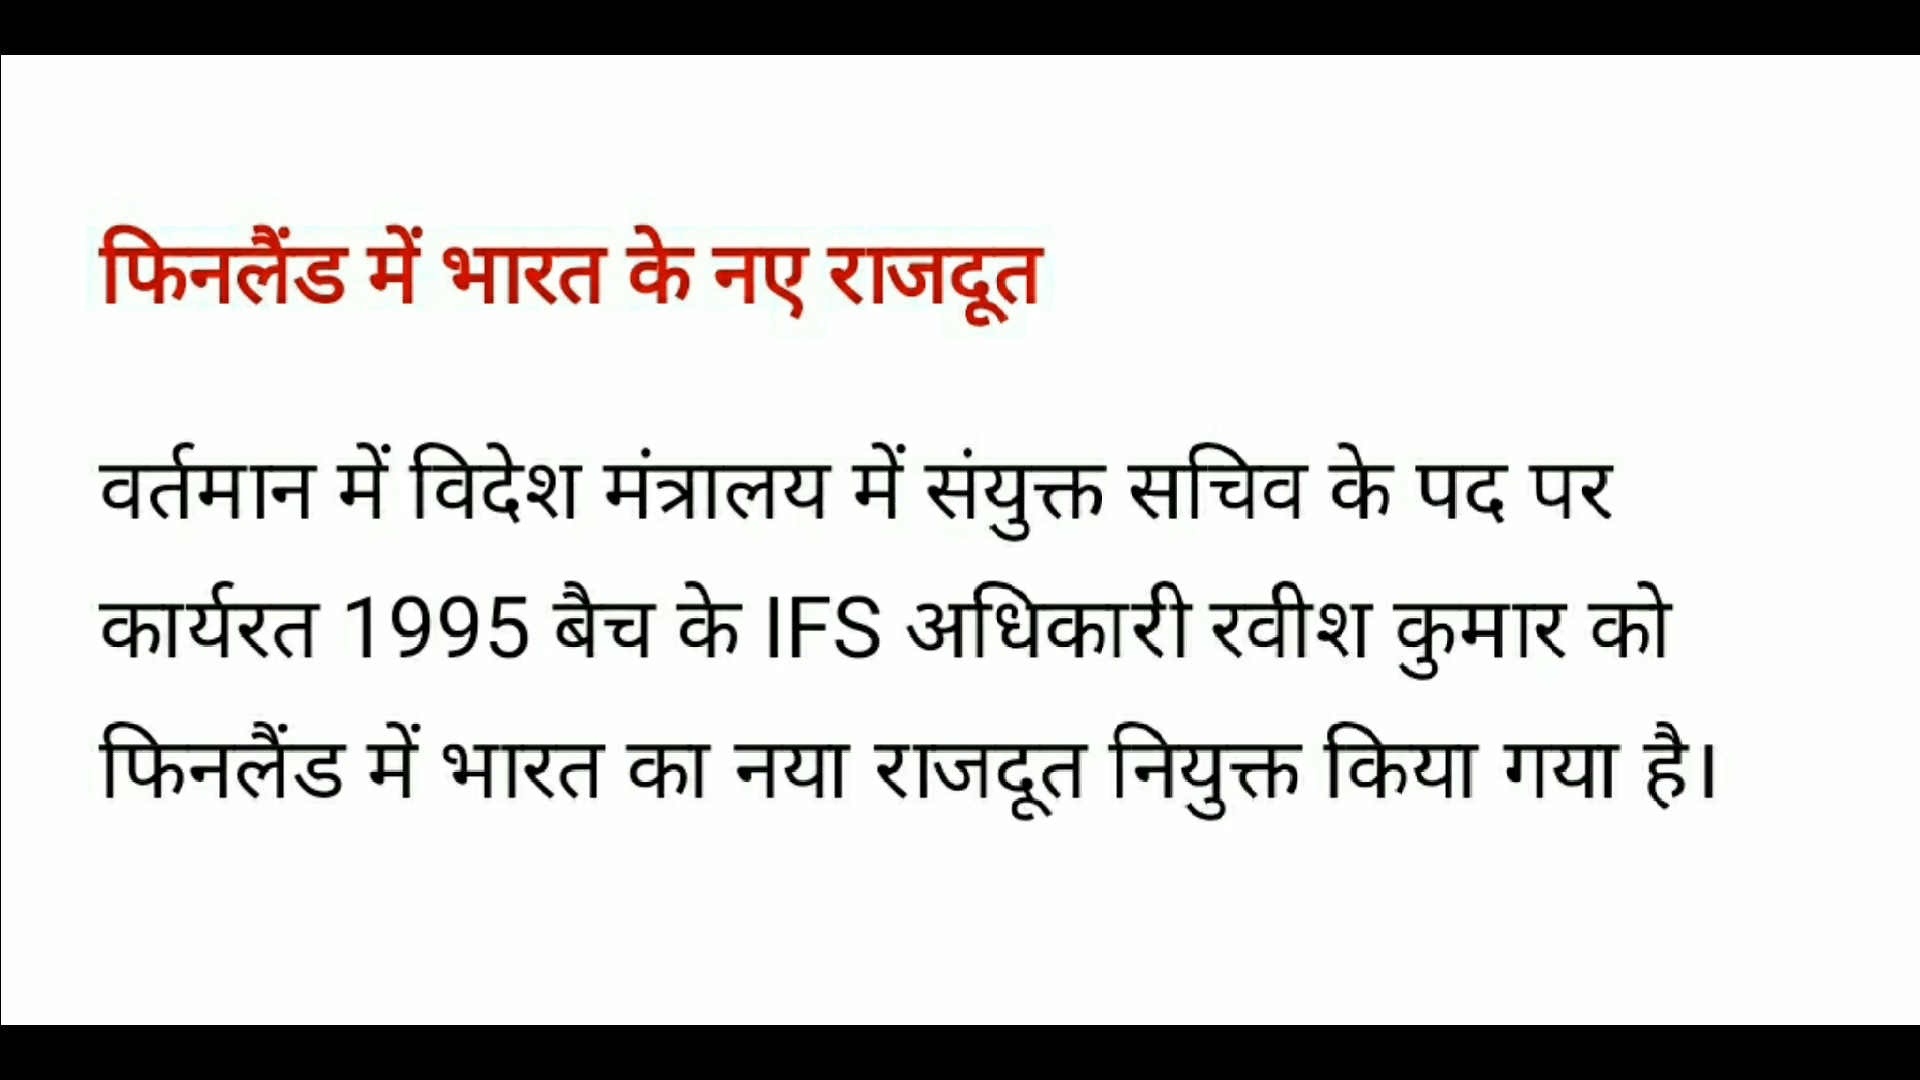 फिनलैंड में भारत के नए राजदूत
वर्तमान में विदेश मंत्रालय में संयुक्त सचिव के पद पर
कार्यरत 1995 बैच के IFS अधिकारी रवीश कुमार को
फिनलैंड में भारत का नया राजदूत नियुक्त किया गया है।